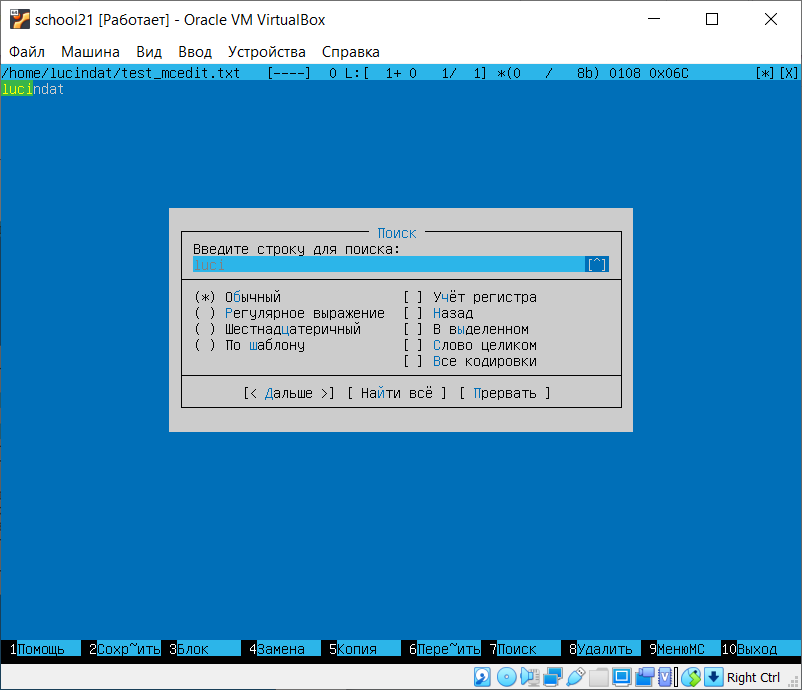 school21 [Работает] - Oracle VM VirtualBox
Файл Машина Вид Ввод Устройства Справка
/home/lucindat/test_mcedit.txt [----] 0 L:[ 1+ 0 1/ 1] *(0 / 8b) 0108 0x06C [*][X]
lucindat
Поиск
Введите строку для поиска:
luci [^]
(*) Обычный [ ] Учёт регистра
( ) Регулярное выражение [ ] Назад
( ) Шестнадцатеричный [ ] В выделенном
( ) По шаблону [ ] Слово целиком
[ ] Все кодировки
[< Дальше >] [ Найти всё ] [ Прервать ]
1Помощь 2Сохр~ить 3Блок 4Замена 5Копия 6Пере~ить 7Поиск 8Удалить 9МенюМС 10Выход
Right Ctrl